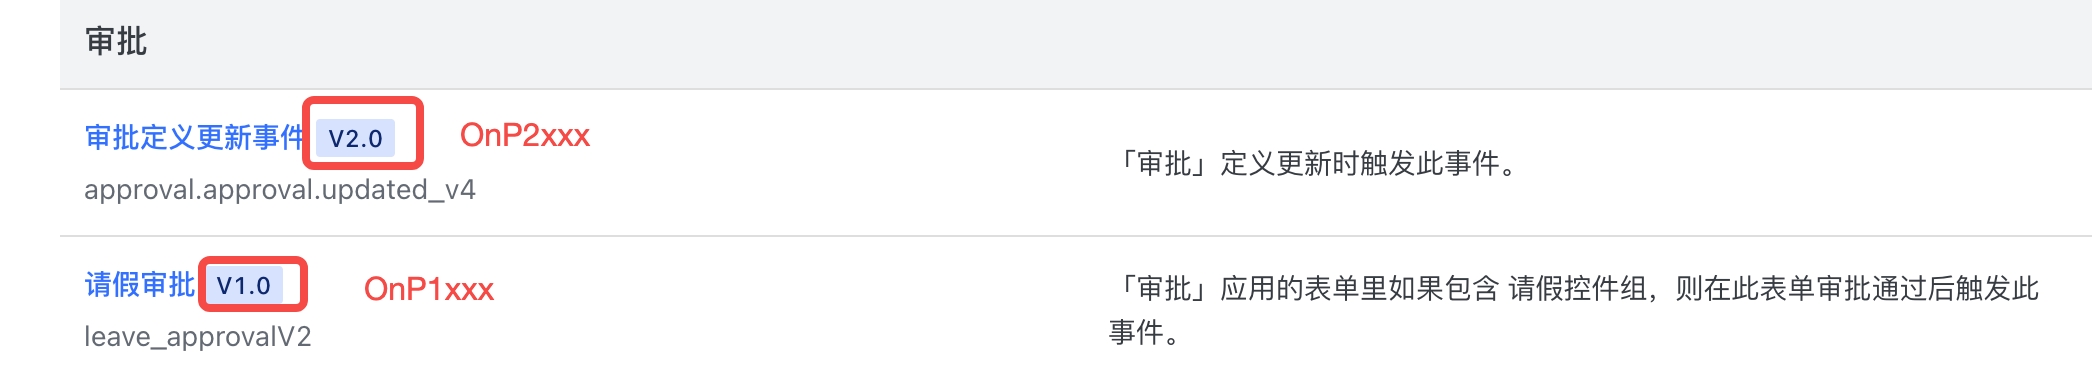 审批
审批定义更新事件 V2.0 OnP2xxx
approval.approval.updated_v4
「审批」定义更新时触发此事件。
请假审批 V1.0 OnP1xxx
leave_approvalV2
「审批」应用的表单里如果包含 请假控件组，则在此表单审批通过后触发此
事件。